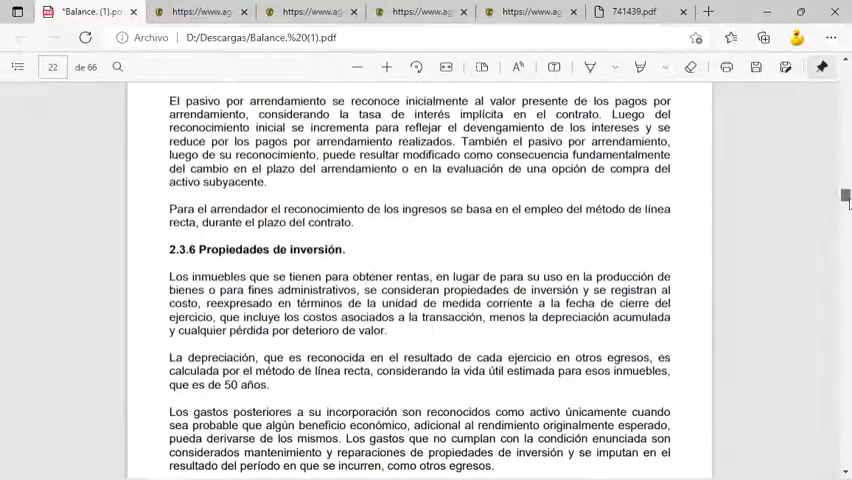 *Balance. (1).pd
https://www.ag
https://www.ag
https://www.ag
https://www.ag
741439.pdf
Archivo
D:/Descargas/Balance.%20(1).pdf
22
de 66
El pasivo por arrendamiento se reconoce inicialmente al valor presente de los pagos por
arrendamiento, considerando la tasa de interés implícita en el contrato. Luego del
reconocimiento inicial se incrementa para reflejar el devengamiento de los intereses y se
reduce por los pagos por arrendamiento realizados. También el pasivo por arrendamiento,
luego de su reconocimiento, puede resultar modificado como consecuencia fundamentalmente
del cambio en el plazo del arrendamiento o en la evaluación de una opción de compra del
activo subyacente.
Para el arrendador el reconocimiento de los ingresos se basa en el empleo del método de línea
recta, durante el plazo del contrato.
2.3.6 Propiedades de inversión.
Los inmuebles que se tienen para obtener rentas, en lugar de para su uso en la producción de
bienes o para fines administrativos, se consideran propiedades de inversión y se registran al
costo, reexpresado en términos de la unidad de medida corriente a la fecha de cierre del
ejercicio, que incluye los costos asociados a la transacción, menos la depreciación acumulada
y cualquier pérdida por deterioro de valor.
La depreciación, que es reconocida en el resultado de cada ejercicio en otros egresos, es
calculada por el método de línea recta, considerando la vida útil estimada para esos inmuebles,
que es de 50 años.
Los gastos posteriores a su incorporación son reconocidos como activo únicamente cuando
sea probable que algún beneficio económico, adicional al rendimiento originalmente esperado,
pueda derivarse de los mismos. Los gastos que no cumplan con la condición enunciada son
considerados mantenimiento y reparaciones de propiedades de inversión y se imputan en el
resultado del período en que se incurren, como otros egresos.